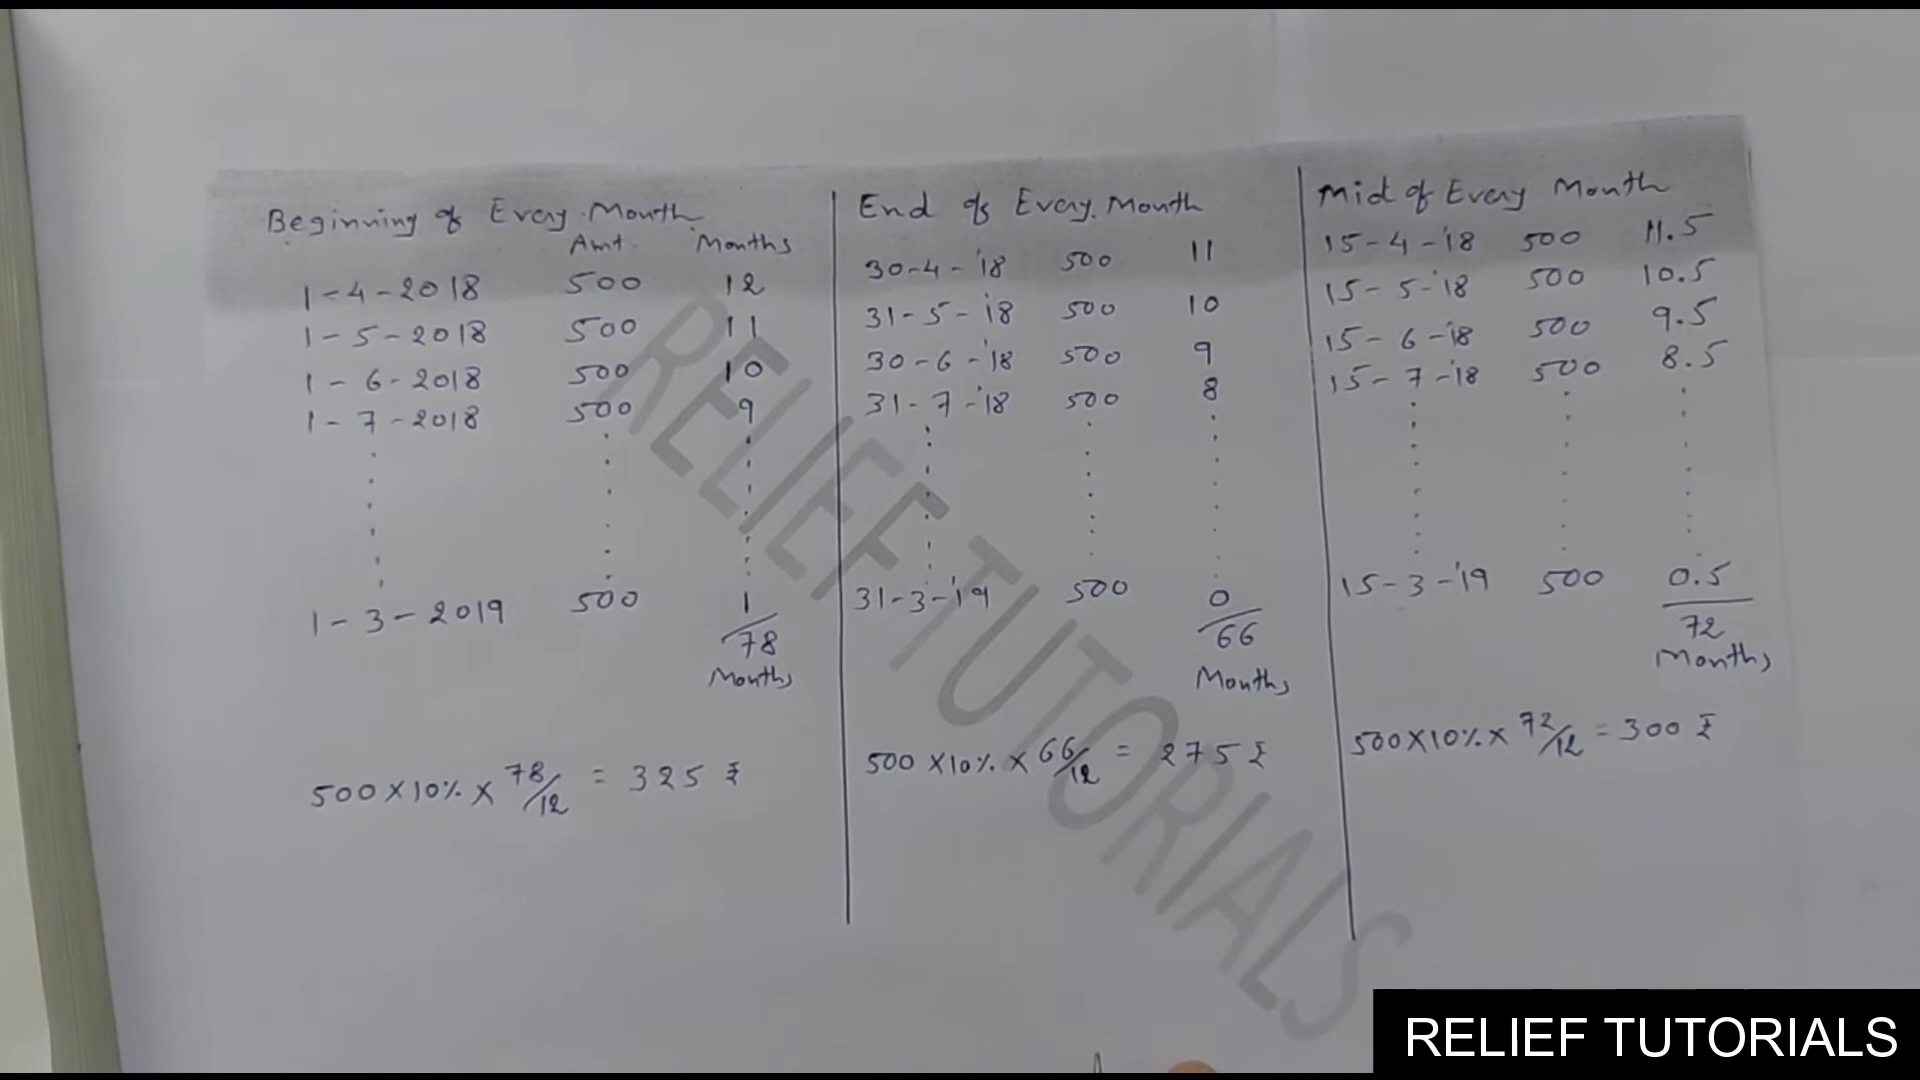 Beginning of Every Month
Amt. Months
1-4-2018 500 12
1-5-2018 500 11
1-6-2018 500 10
1-7-2018 500 9
1-3-2019 500 1
78
Months
500 X 10% X 78/12 = 325 ₹
End of Every Month
30-4-'18 500 11
31-5-'18 500 10
30-6-'18 500 9
31-7-'18 500 8
31-3-'19 500 0
66
Months
500 X 10% X 66/12 = 275 ₹
Mid of Every Month
15-4-'18 500 11.5
15-5-'18 500 10.5
15-6-'18 500 9.5
15-7-'18 500 8.5
15-3-'19 500 0.5
72
Months
500 X 10% X 72/12 = 300 ₹
RELIEF TUTORIALS
RELIEF TUTORIALS